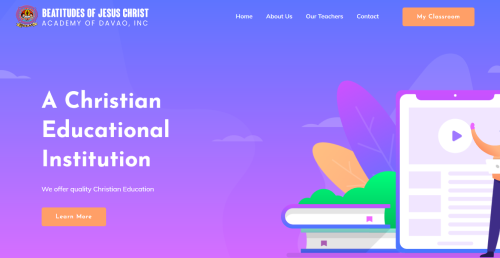 BEATITUDES OF JESUS CHRIST
ACADEMY OF DAVAO, INC
Home
About Us
Our Teachers
Contact
My Classroom
A Christian
Educational
Institution
We offer quality Christian Education
Learn More